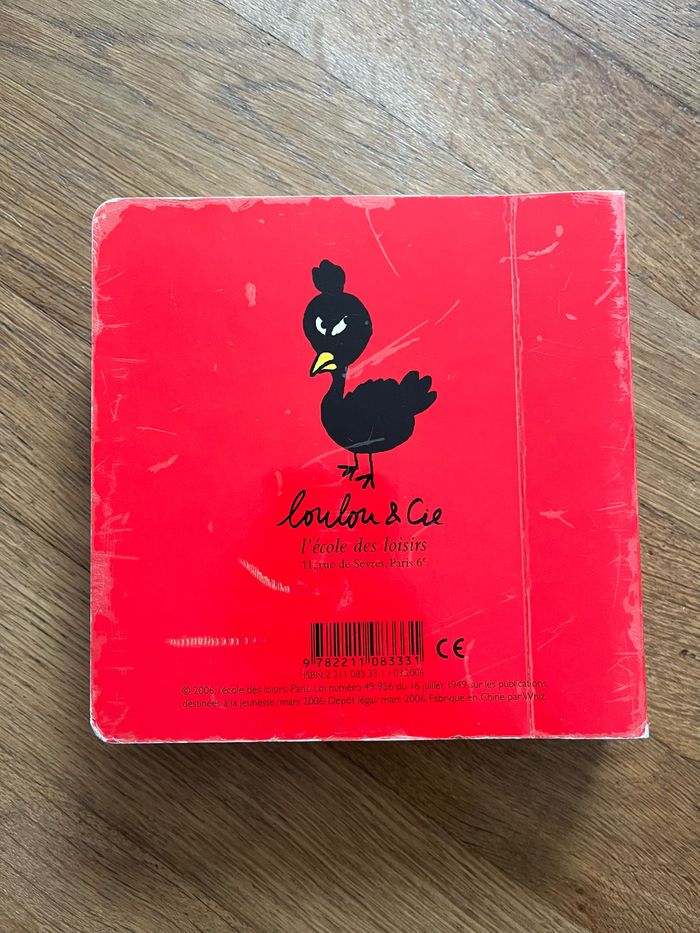 loulou & Cie
l'école des loisirs
11, rue de Sèvres, Paris 6e
9 782211 083331
ISBN 2 211 083 33 1 / 03 2006
© 2006, l'école des loisirs, Paris. Loi numéro 49 956 du 16 juillet 1949 sur les publications
destinées à la jeunesse: mars 2006. Dépôt légal: mars 2006. Fabriqué en Chine par Whiz.